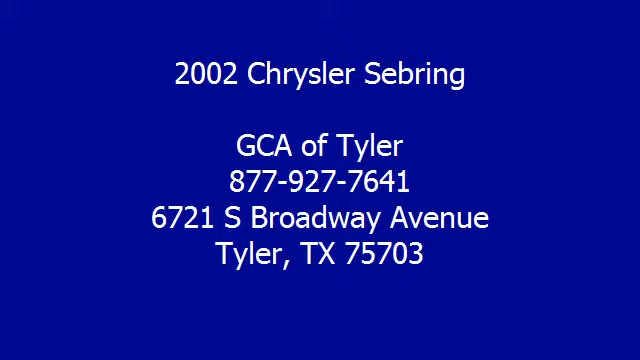 2002 Chrysler Sebring
GCA of Tyler
877-927-7641
6721 S Broadway Avenue
Tyler, TX 75703